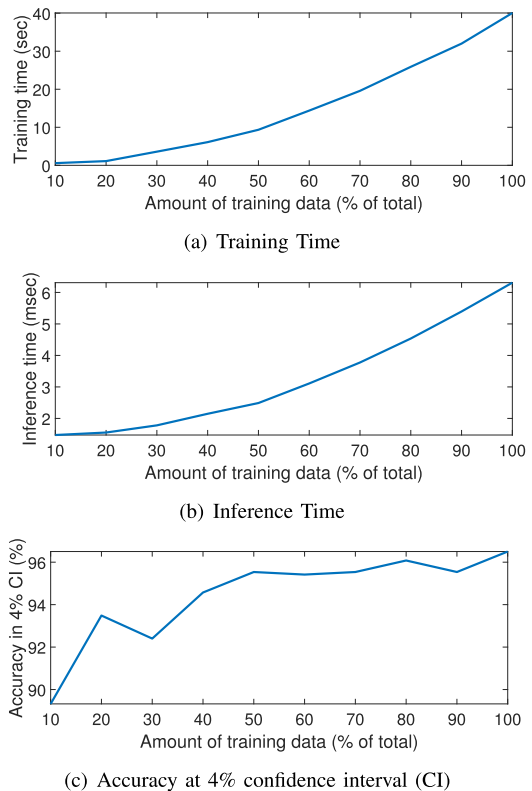 Training time (sec)
40
30
20
10
0
10 20 30 40 50 60 70 80 90 100
Amount of training data (% of total)
(a) Training Time
Inference time (msec)
6
5
4
3
2
10 20 30 40 50 60 70 80 90 100
Amount of training data (% of total)
(b) Inference Time
Accuracy in 4% CI (%)
96
94
92
90
10 20 30 40 50 60 70 80 90 100
Amount of training data (% of total)
(c) Accuracy at 4% confidence interval (CI)